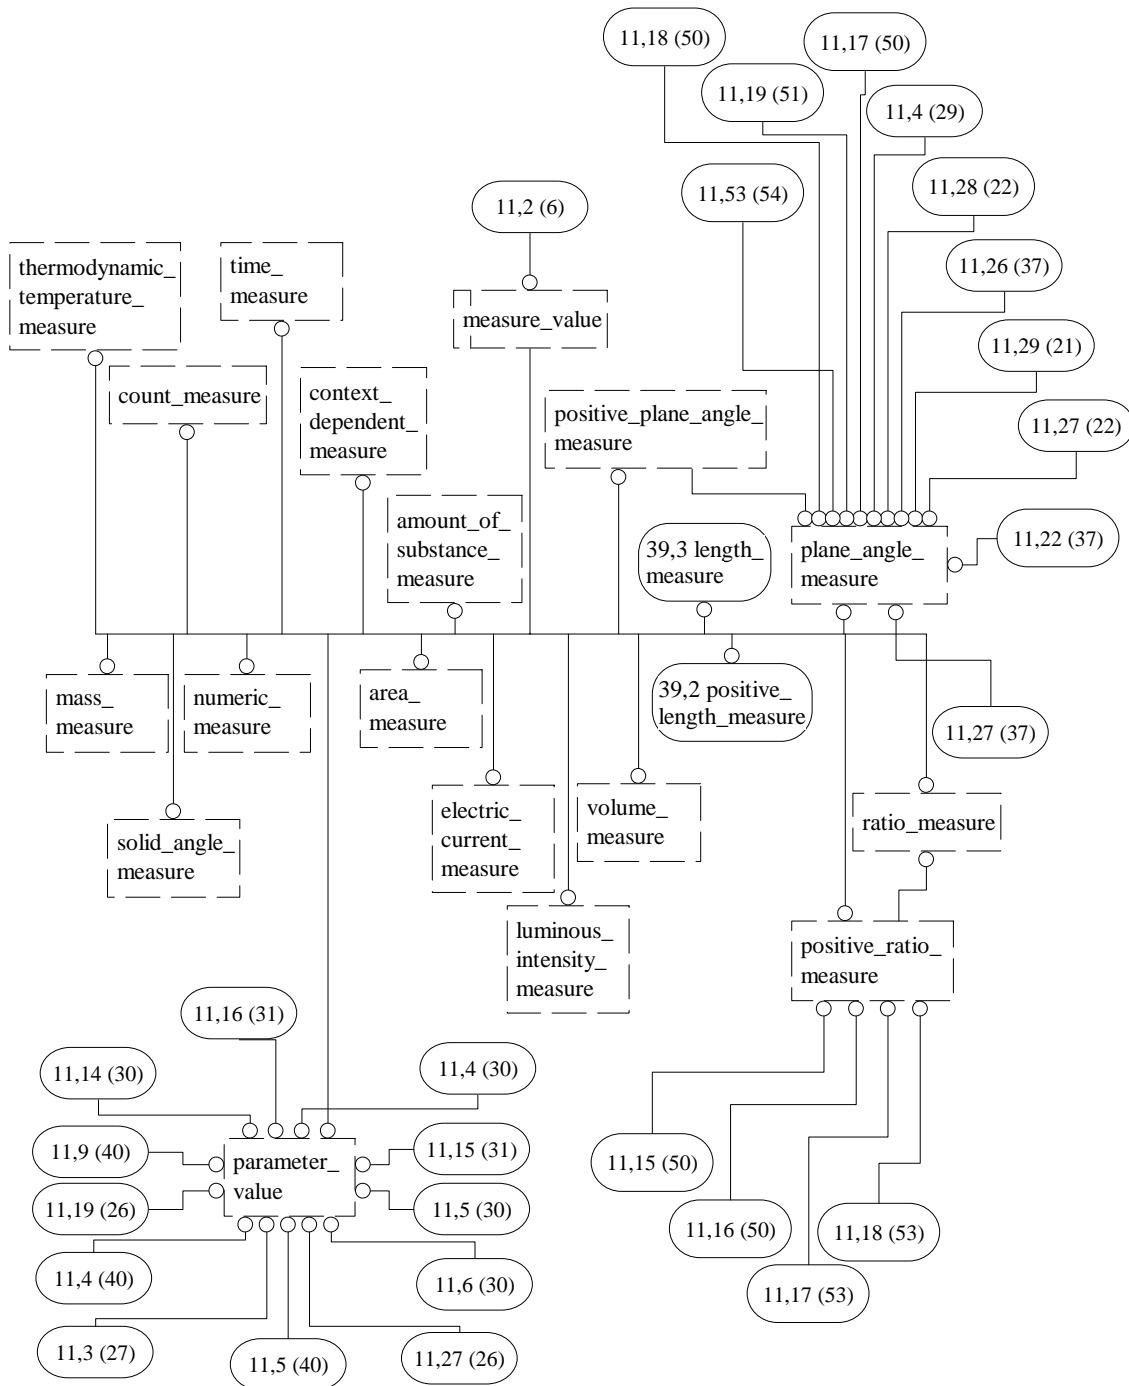 11,18 (50)
11,17 (50)
11,19 (51)
11,4 (29)
11,53 (54)
11,28 (22)
11,2 (6)
11,26 (37)
thermodynamic_
temperature_
measure
time_
measure
measure_value
11,29 (21)
count_measure
context_
dependent_
measure
positive_plane_angle_
measure
11,27 (22)
amount_of_
substance_
measure
39,3 length_
measure
plane_angle_
measure
11,22 (37)
mass_
measure
numeric_
measure
area_
measure
39,2 positive_
length_measure
11,27 (37)
solid_angle_
measure
electric_
current_
measure
volume_
measure
ratio_measure
luminous_
intensity_
measure
positive_ratio_
measure
11,16 (31)
11,14 (30)
11,4 (30)
11,9 (40)
parameter_
value
11,15 (31)
11,19 (26)
11,5 (30)
11,4 (40)
11,6 (30)
11,3 (27)
11,5 (40)
11,27 (26)
11,15 (50)
11,16 (50)
11,18 (53)
11,17 (53)